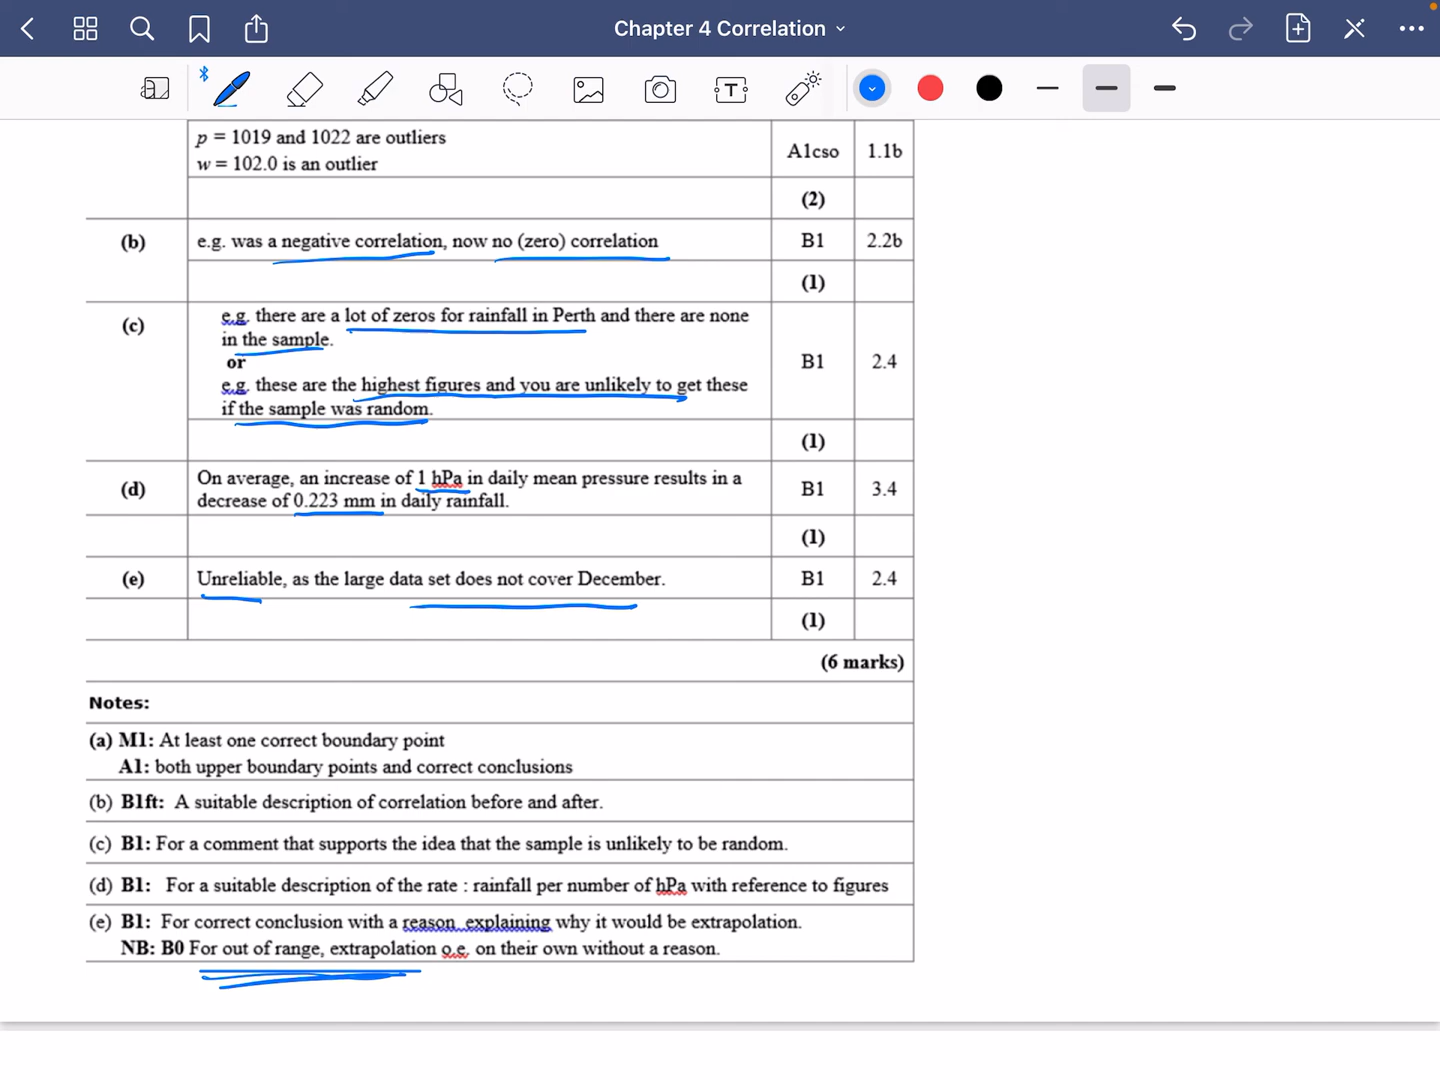 Chapter 4 Correlation
T
p = 1019 and 1022 are outliers
w = 102.0 is an outlier
A1cso
1.1b
(2)
(b)
e.g. was a negative correlation, now no (zero) correlation
B1
2.2b
(1)
(c)
e.g. there are a lot of zeros for rainfall in Perth and there are none
in the sample.
or
e.g. these are the highest figures and you are unlikely to get these
if the sample was random.
B1
2.4
(1)
(d)
On average, an increase of 1 hPa in daily mean pressure results in a
decrease of 0.223 mm in daily rainfall.
B1
3.4
(1)
(e)
Unreliable, as the large data set does not cover December.
B1
2.4
(1)
(6 marks)
Notes:
(a) M1: At least one correct boundary point
A1: both upper boundary points and correct conclusions
(b) B1ft: A suitable description of correlation before and after.
(c) B1: For a comment that supports the idea that the sample is unlikely to be random.
(d) B1: For a suitable description of the rate : rainfall per number of hPa with reference to figures
(e) B1: For correct conclusion with a reason explaining why it would be extrapolation.
NB: B0 For out of range, extrapolation o.e. on their own without a reason.